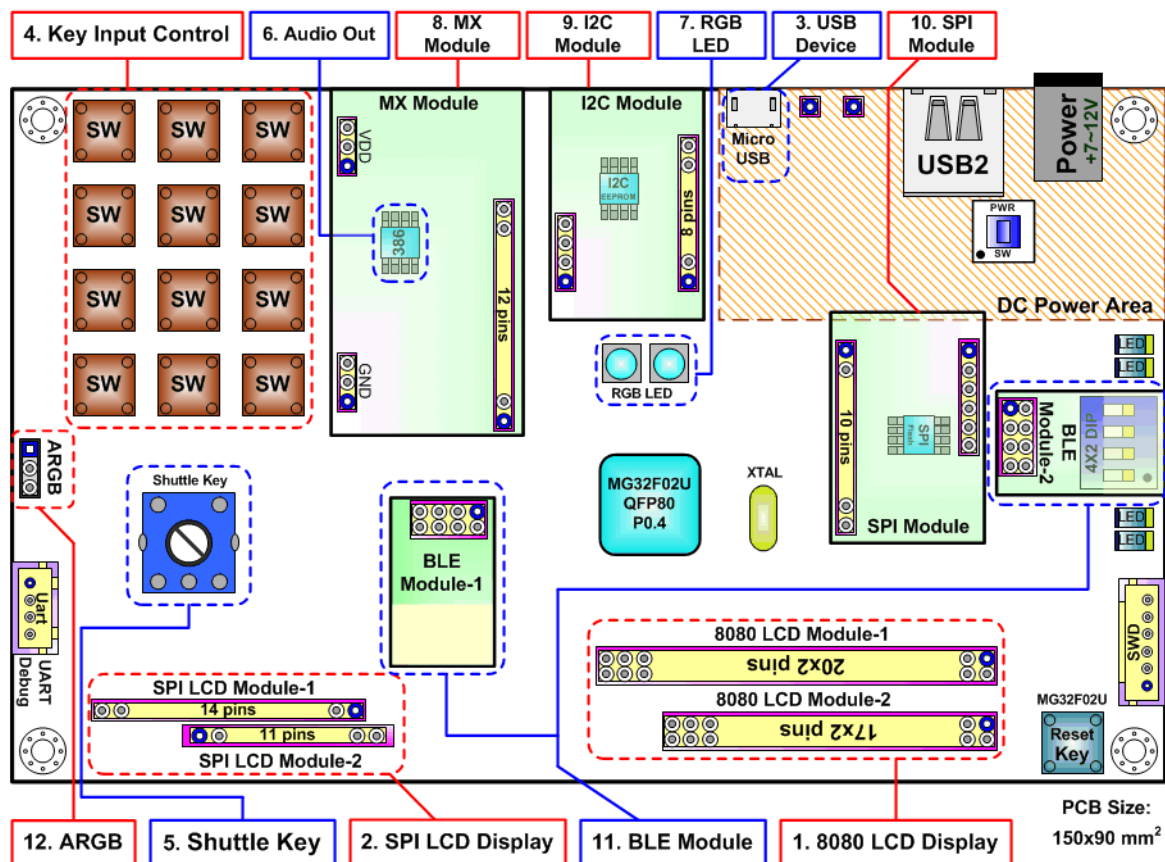 4. Key Input Control
6. Audio Out
8. MX
Module
9. I2C
Module
7. RGB
LED
3. USB
Device
10. SPI
Module
SW
SW
SW
SW
SW
SW
SW
SW
SW
SW
SW
SW
MX Module
VDD
386
12 pins
GND
I2C Module
I2C
EEPROM
8 pins
Micro
USB
USB2
Power
+7~12V
PWR
SW
DC Power Area
RGB LED
LED
LED
10 pins
SPI
Flash
SPI Module
BLE
Module-2
4X2 DIP
LED
LED
ARGB
Shuttle Key
MG32F02U
QFP80
P0.4
XTAL
BLE
Module-1
Uart
UART
Debug
SWD
8080 LCD Module-1
20x2 pins
8080 LCD Module-2
17x2 pins
SPI LCD Module-1
14 pins
11 pins
SPI LCD Module-2
MG32F02U
Reset
Key
12. ARGB
5. Shuttle Key
2. SPI LCD Display
11. BLE Module
1. 8080 LCD Display
PCB Size:
150x90 mm²